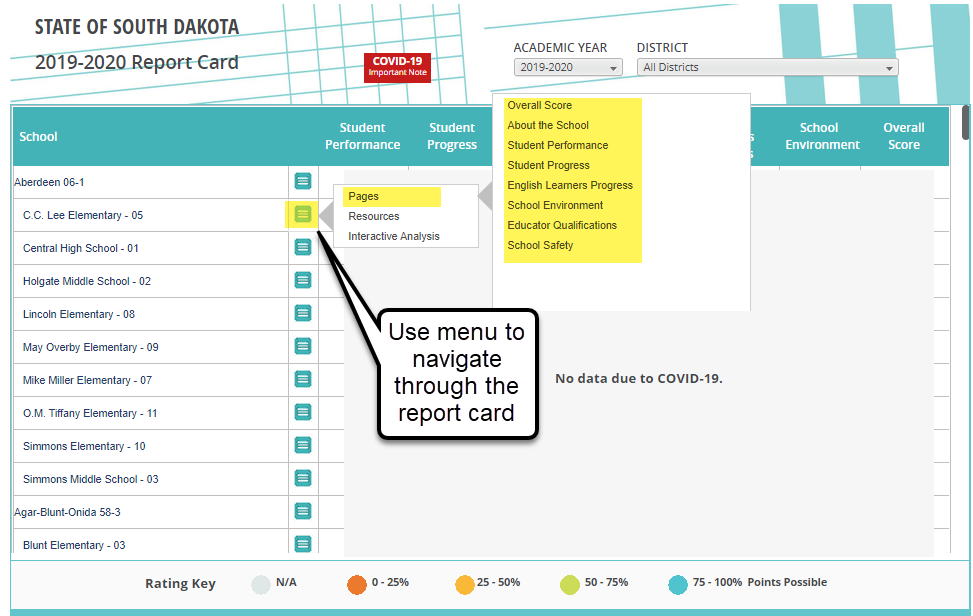 STATE OF SOUTH DAKOTA
2019-2020 Report Card
COVID-19
Important Note
ACADEMIC YEAR
DISTRICT
2019-2020
All Districts
School
Student
Performance
Student
Progress
School
Environment
Overall
Score
Overall Score
About the School
Student Performance
Student Progress
English Learners Progress
School Environment
Educator Qualifications
School Safety
Pages
Resources
Interactive Analysis
Aberdeen 06-1
C.C. Lee Elementary - 05
Central High School - 01
Holgate Middle School - 02
Lincoln Elementary - 08
May Overby Elementary - 09
Mike Miller Elementary - 07
O.M. Tiffany Elementary - 11
Simmons Elementary - 10
Simmons Middle School - 03
Agar-Blunt-Onida 58-3
Blunt Elementary - 03
Use menu to
navigate
through the
report card
No data due to COVID-19.
Rating Key
N/A
0 - 25%
25 - 50%
50 - 75%
75 - 100% Points Possible